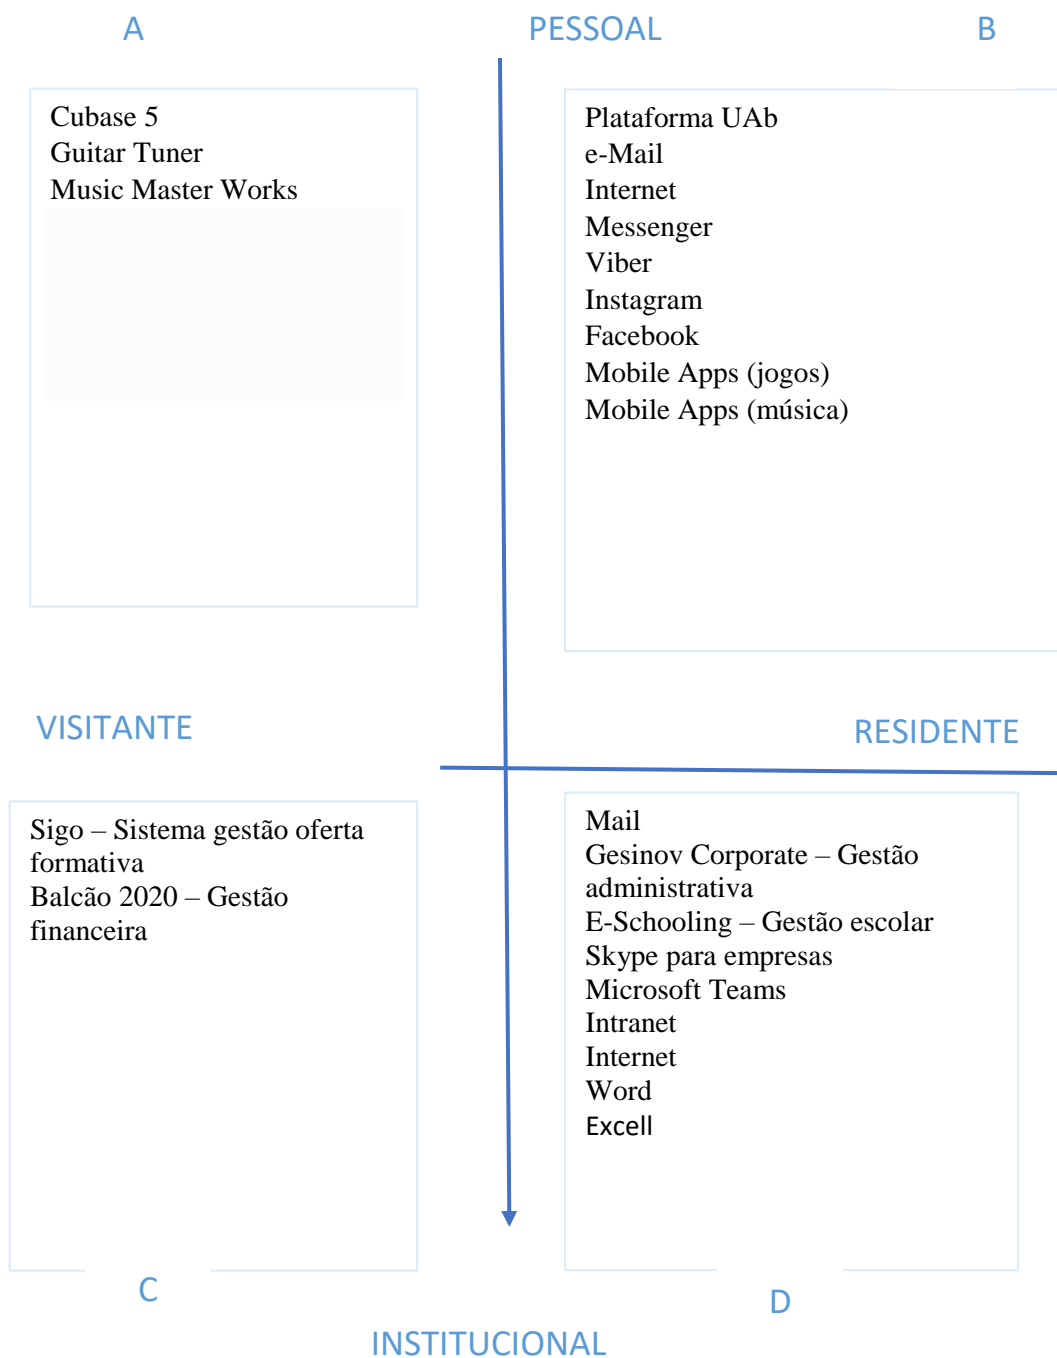 A
PESSOAL
B
Cubase 5
Guitar Tuner
Music Master Works
Plataforma UAb
e-Mail
Internet
Messenger
Viber
Instagram
Facebook
Mobile Apps (jogos)
Mobile Apps (música)
VISITANTE
RESIDENTE
Sigo – Sistema gestão oferta
formativa
Balcão 2020 – Gestão
financeira
Mail
Gesinov Corporate – Gestão
administrativa
E-Schooling – Gestão escolar
Skype para empresas
Microsoft Teams
Intranet
Internet
Word
Excell
C
D
INSTITUCIONAL